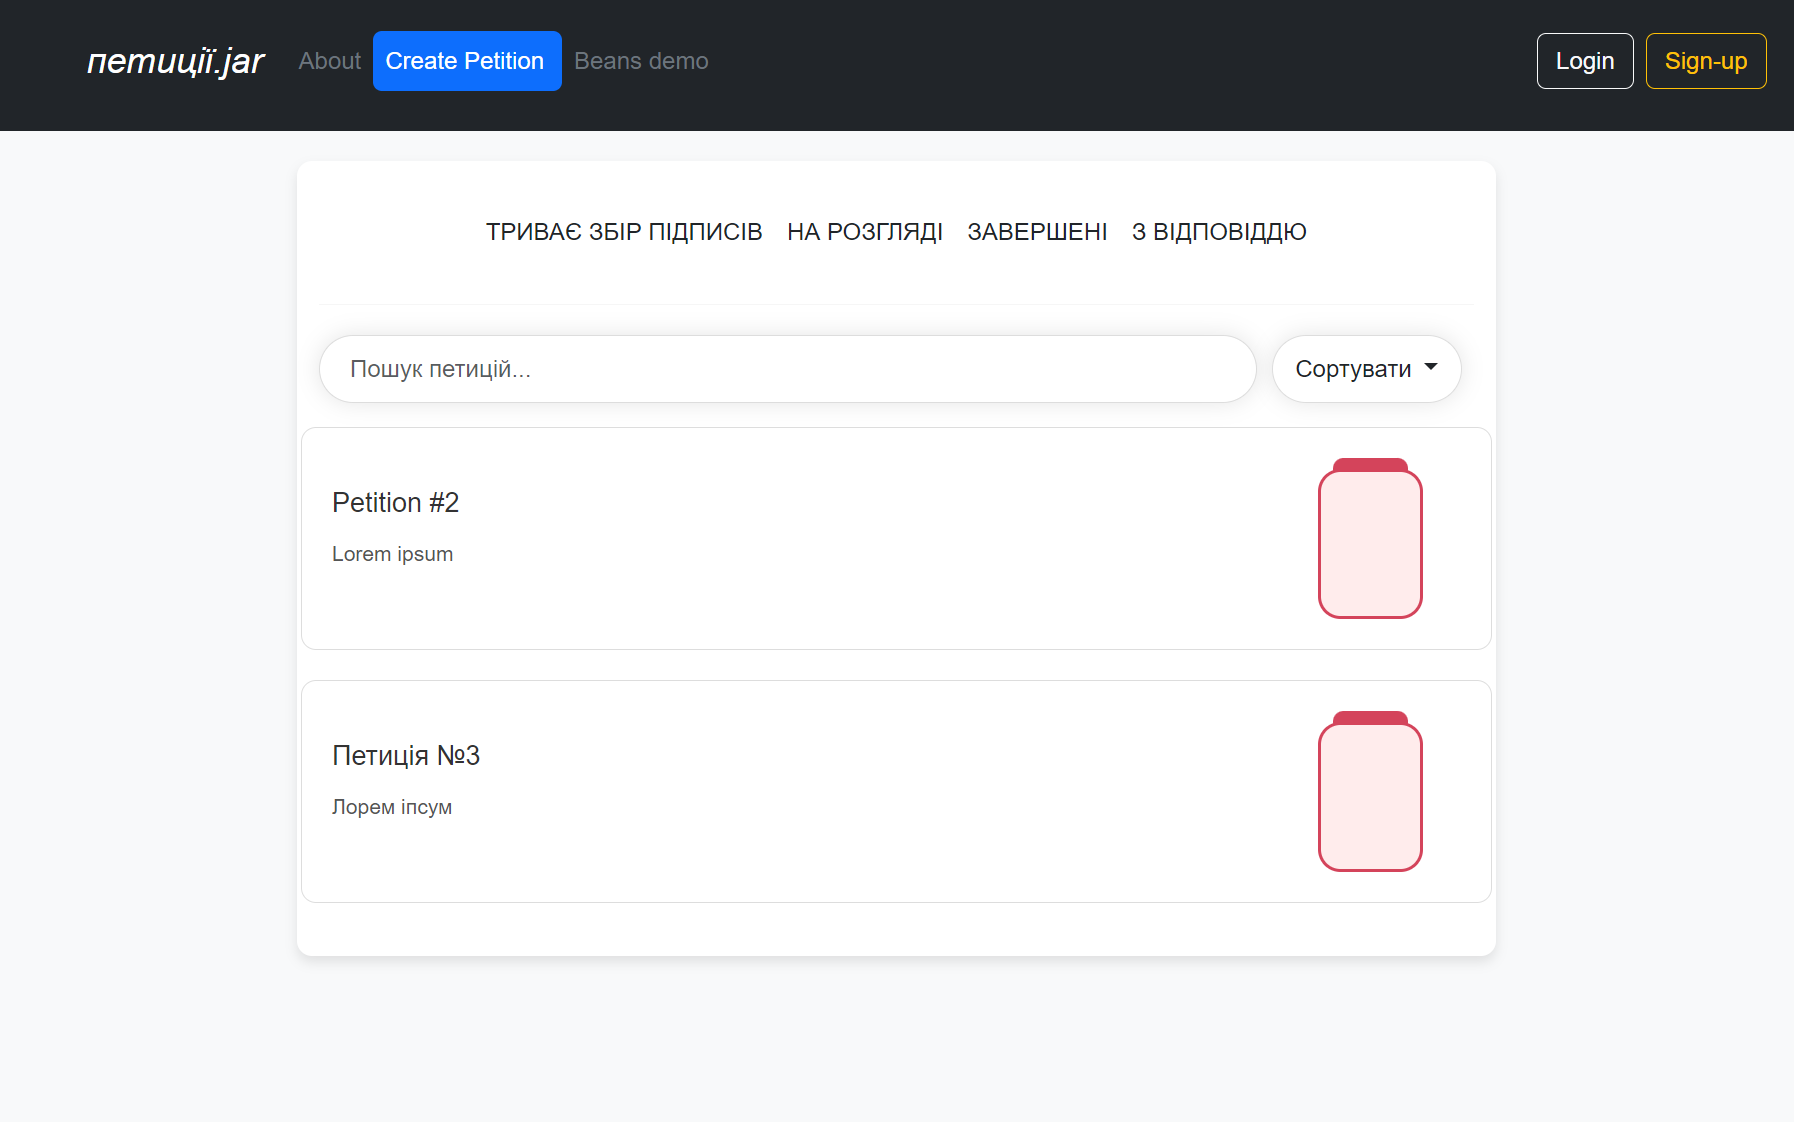 петиції.jar About Create Petition Beans demo Login Sign-up
ТРИВАЄ ЗБІР ПІДПИСІВ НА РОЗГЛЯДІ ЗАВЕРШЕНІ З ВІДПОВІДДЮ
Пошук петицій... Сортувати
Petition #2
Lorem ipsum
Петиція №3
Лорем іпсум